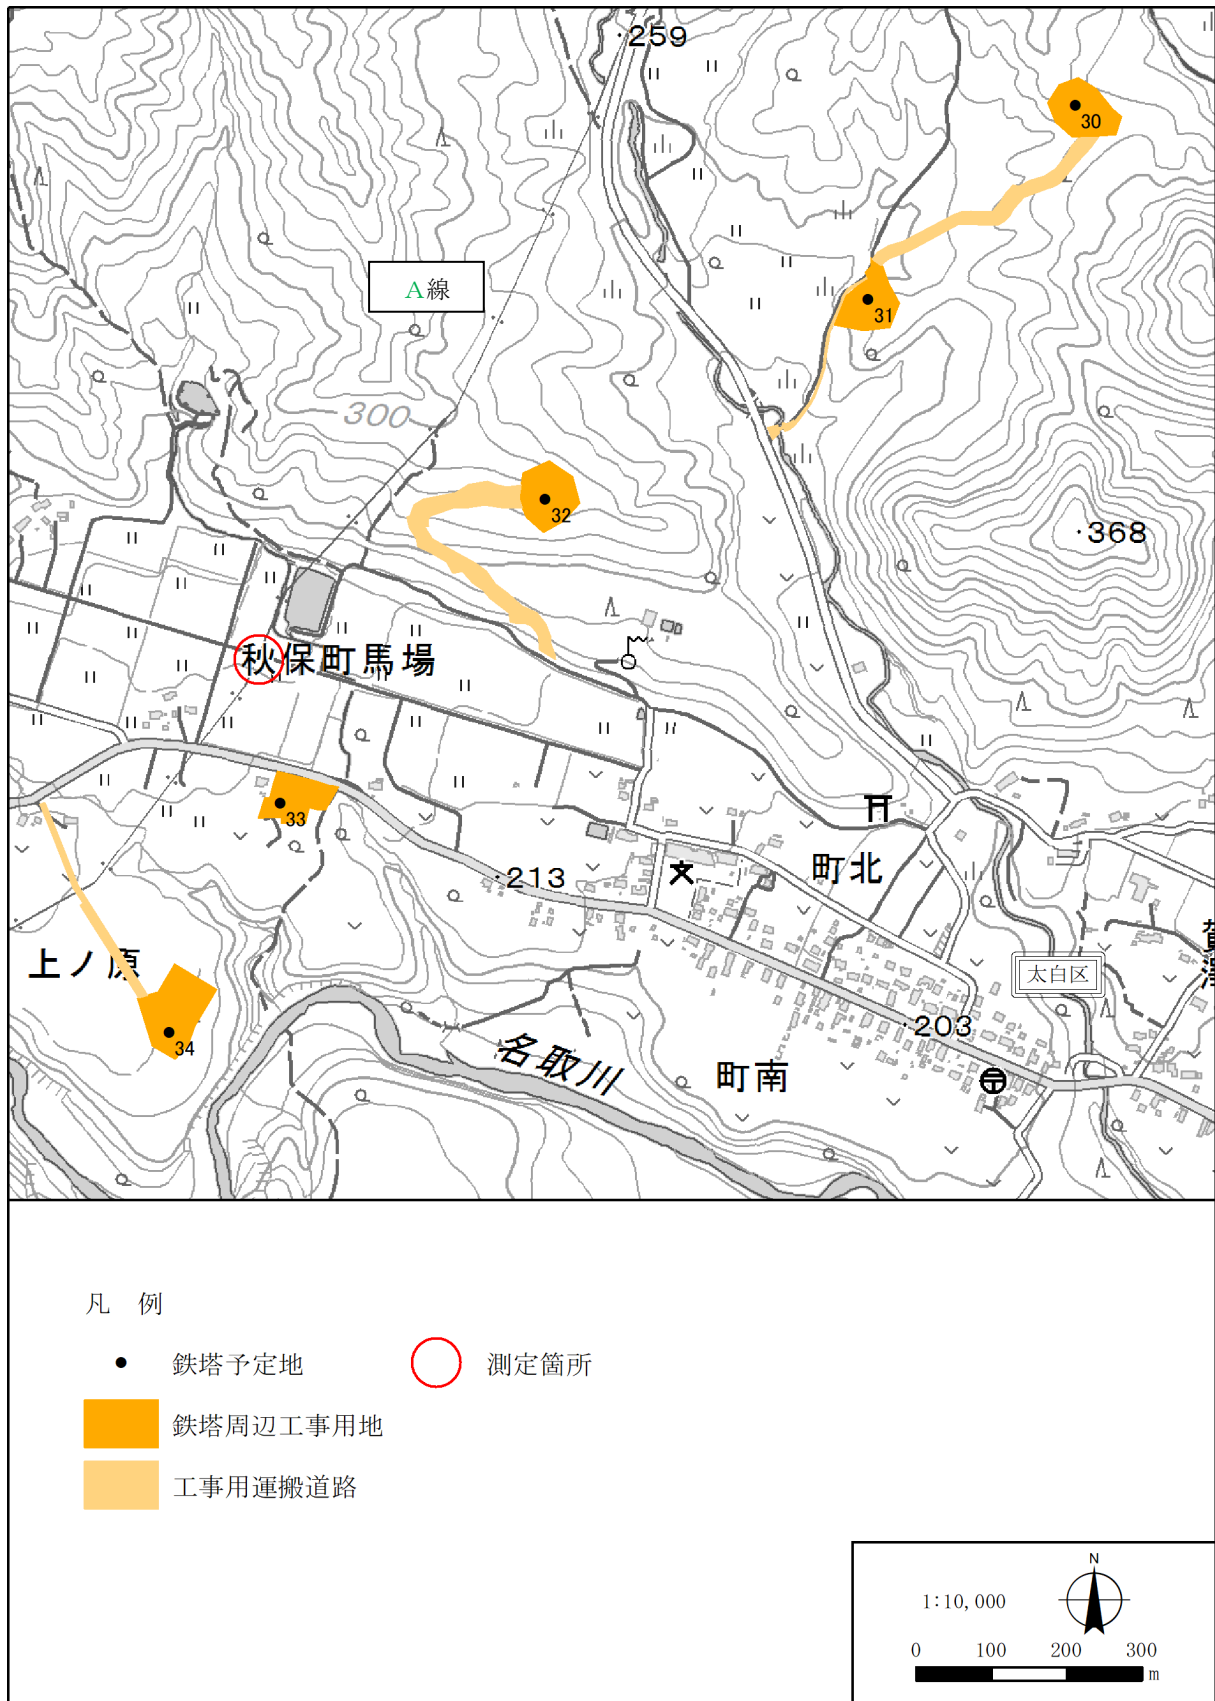 259
30
A線
31
300
32
368
秋保町馬場
33
213
町北
上ノ原
太白区
34
203
名取川
町南
凡 例
鉄塔予定地
測定箇所
鉄塔周辺工事用地
工事用運搬道路
N
1:10,000
0 100 200 300
m